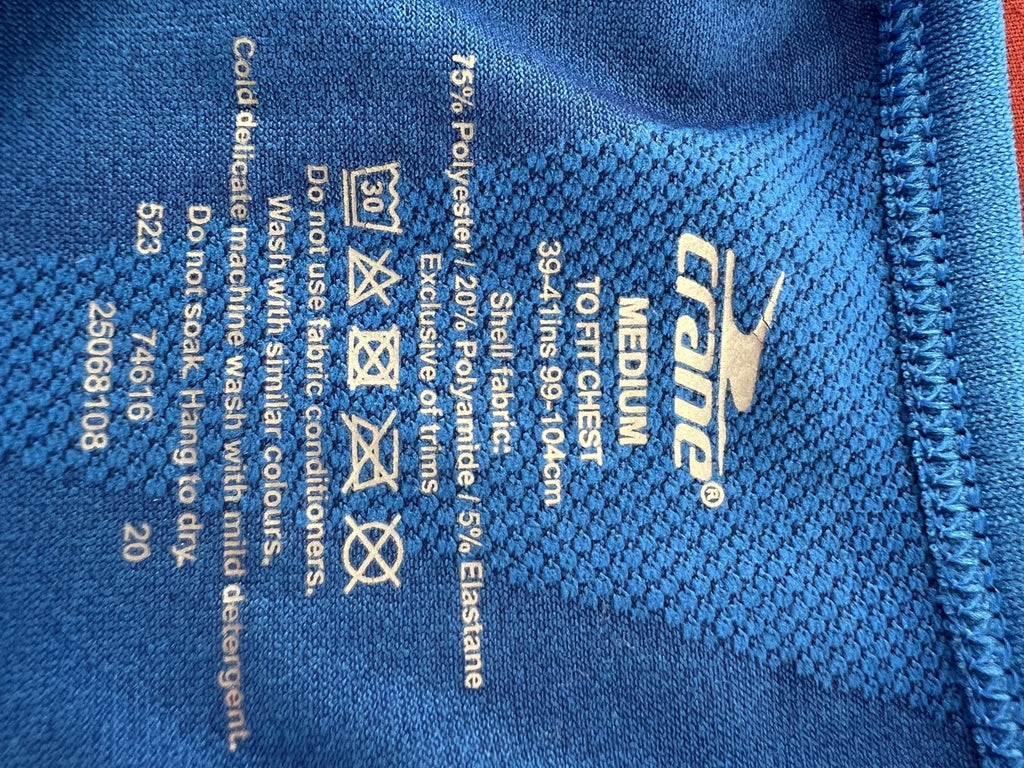 crane®
MEDIUM
TO FIT CHEST
39-41Ins 99-104cm
Shell fabric:
75% Polyester / 20% Polyamide / 5% Elastane
Exclusive of trims
30
Do not use fabric conditioners.
Wash with similar colours.
Cold delicate machine wash with mild detergent.
Do not soak. Hang to dry.
523 74616 20
25068108